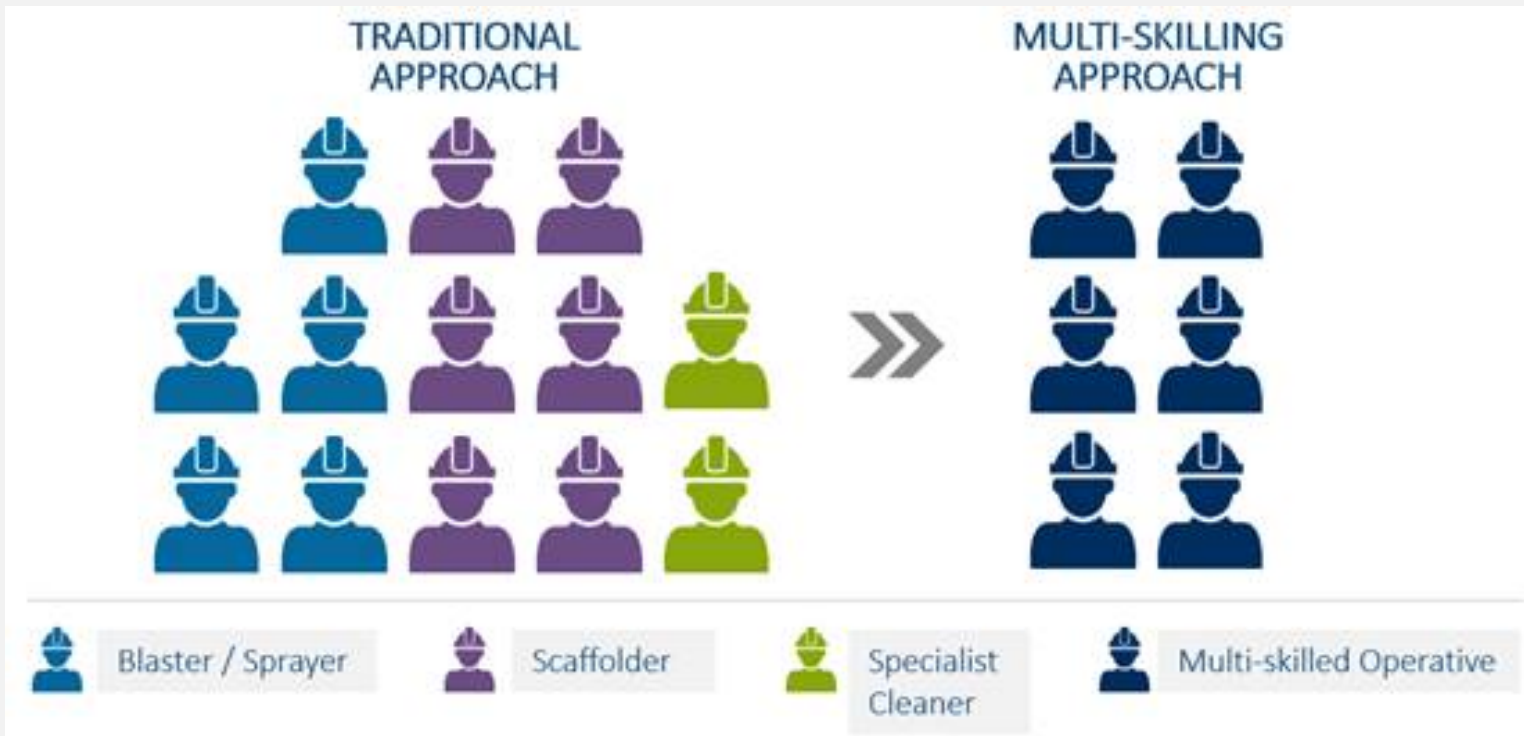 TRADITIONAL
APPROACH
MULTI-SKILLING
APPROACH
Blaster / Sprayer
Scaffolder
Specialist
Cleaner
Multi-skilled Operative